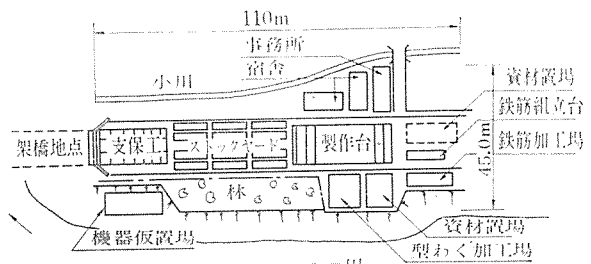 110m
事務所
宿舎
小川
資材置場
鉄筋組立台
鉄筋加工場
45.0m
架橋地点
支保工
ストックヤード
製作台
林
機器仮置場
資材置場
型わく加工場